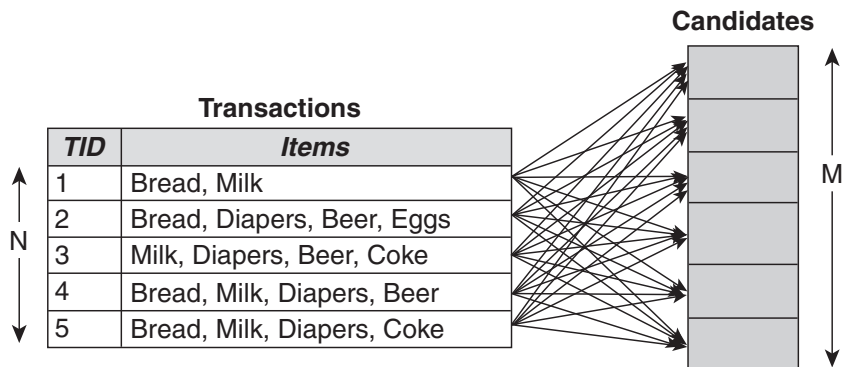 Candidates
Transactions
TID Items
1 Bread, Milk
2 Bread, Diapers, Beer, Eggs
3 Milk, Diapers, Beer, Coke
4 Bread, Milk, Diapers, Beer
5 Bread, Milk, Diapers, Coke
N
M